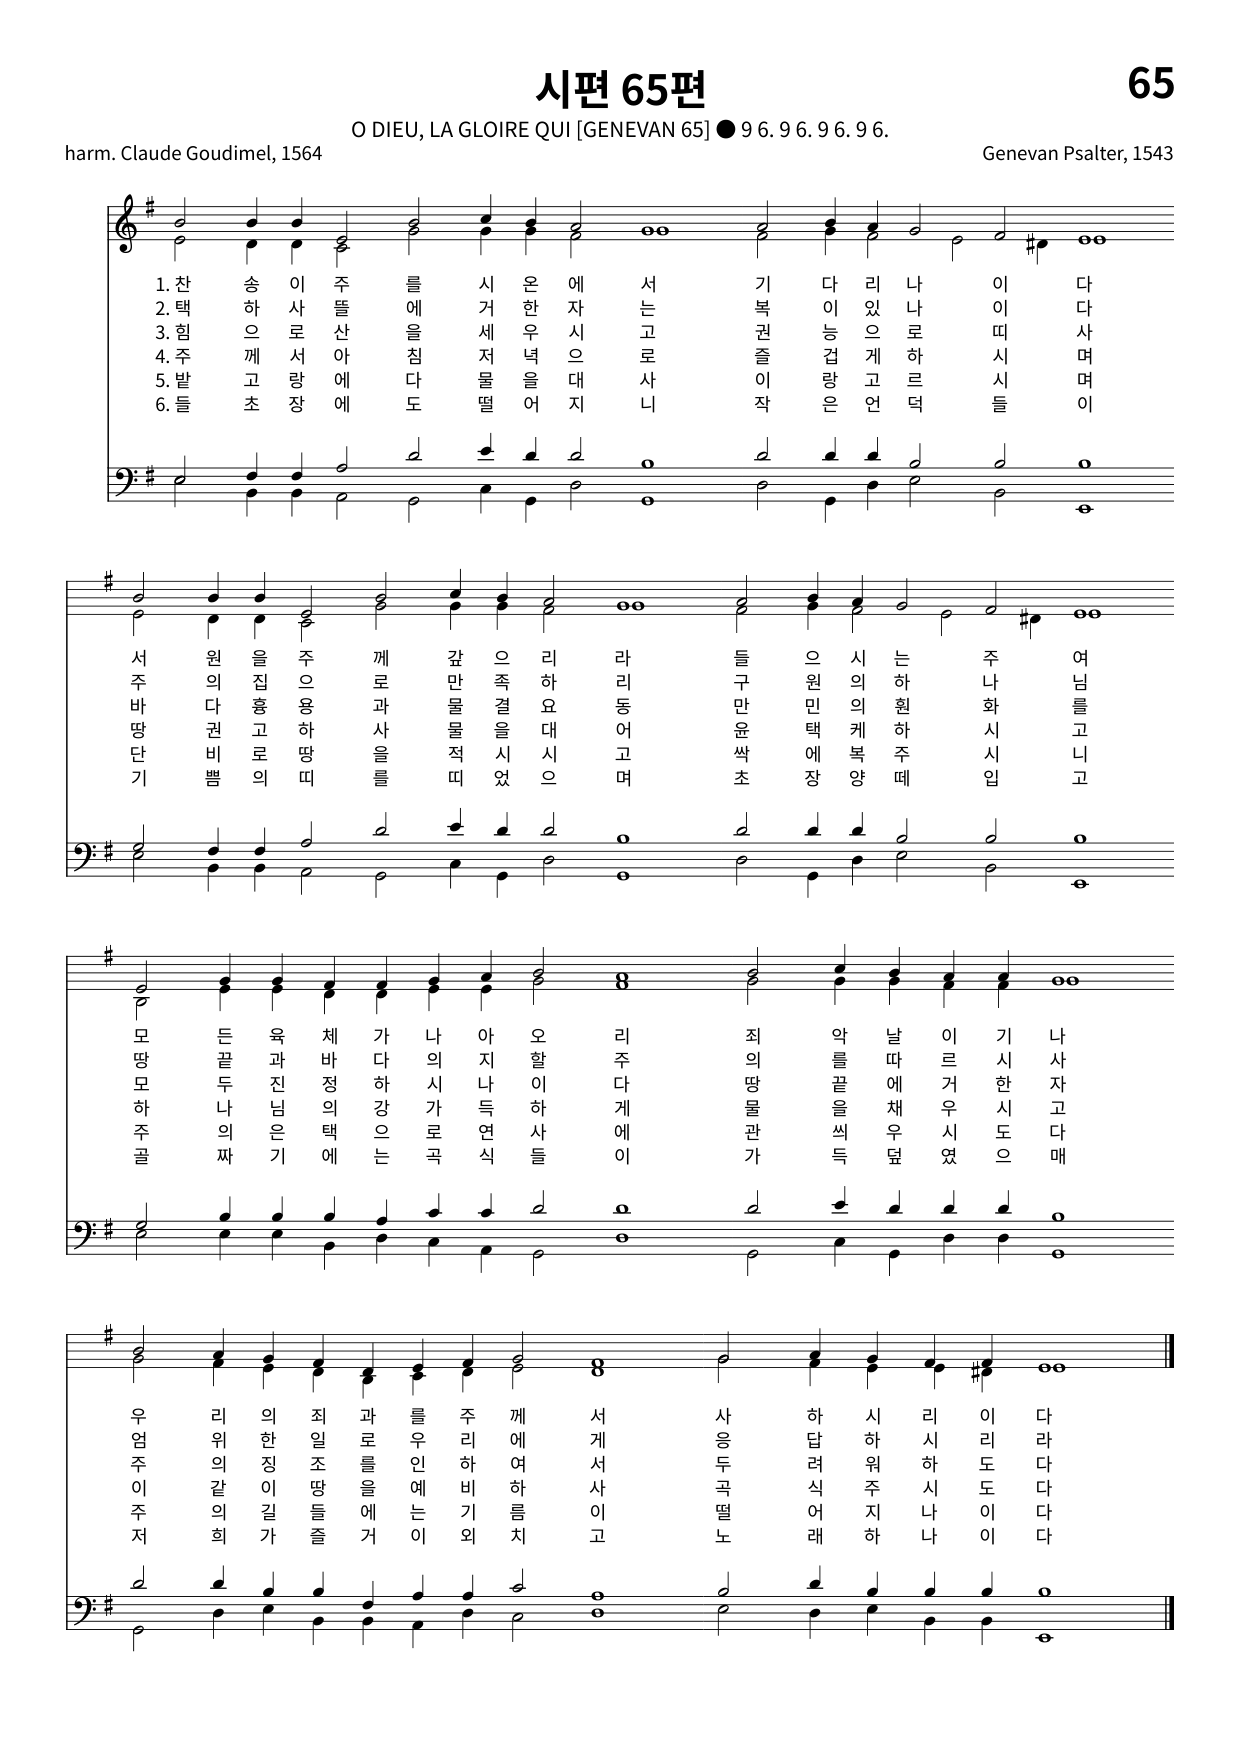 시편 65편
65
O DIEU, LA GLOIRE QUI [GENEVAN 65] ● 9 6. 9 6. 9 6. 9 6.
harm. Claude Goudimel, 1564
Genevan Psalter, 1543
1. 찬 송 이 주 를 시 온 에 서 기 다 리 나 이 다
2. 택 하 사 뜰 에 거 한 자 는 복 이 있 나 이 다
3. 힘 으 로 산 을 세 우 시 고 권 능 으 로 띠 사
4. 주 께 서 아 침 저 녁 으 로 즐 겁 게 하 시 며
5. 밭 고 랑 에 다 물 을 대 사 이 랑 고 르 시 며
6. 들 초 장 에 도 떨 어 지 니 작 은 언 덕 들 이
서 원 을 주 께 갚 으 리 라 들 으 시 는 주 여
주 의 집 으 로 만 족 하 리 구 원 의 하 나 님
바 다 흉 용 과 물 결 요 동 만 민 의 훤 화 를
땅 권 고 하 사 물 을 대 어 윤 택 케 하 시 고
단 비 로 땅 을 적 시 시 고 싹 에 복 주 시 니
기 쁨 의 띠 를 띠 었 으 며 초 장 양 떼 입 고
모 든 육 체 가 나 아 오 리 죄 악 날 이 기 나
땅 끝 과 바 다 의 지 할 주 의 를 따 르 시 사
모 두 진 정 하 시 나 이 다 땅 끝 에 거 한 자
하 나 님 의 강 가 득 하 게 물 을 채 우 시 고
주 의 은 택 으 로 연 사 에 관 씌 우 시 도 다
골 짜 기 에 는 곡 식 들 이 가 득 덮 였 으 매
우 리 의 죄 과 를 주 께 서 사 하 시 리 이 다
엄 위 한 일 로 우 리 에 게 응 답 하 시 리 라
주 의 징 조 를 인 하 여 서 두 려 워 하 도 다
이 같 이 땅 을 예 비 하 사 곡 식 주 시 도 다
주 의 길 들 에 는 기 름 이 떨 어 지 나 이 다
저 희 가 즐 거 이 외 치 고 노 래 하 나 이 다